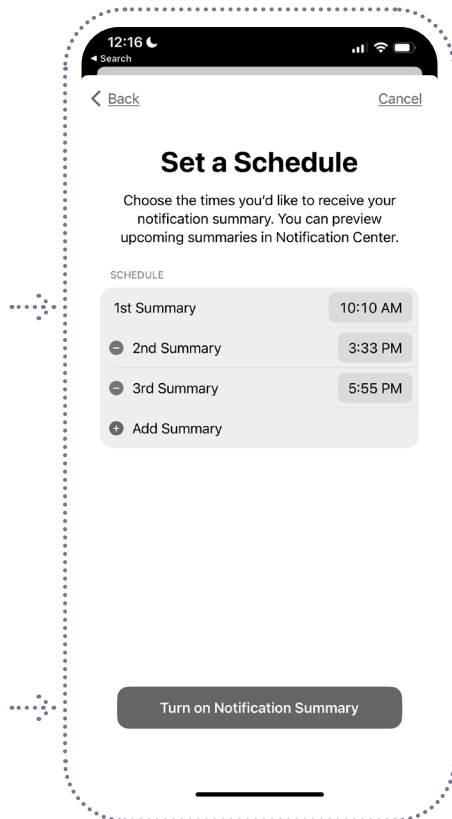 12:16
Search
Back Cancel
Set a Schedule
Choose the times you’d like to receive your
notification summary. You can preview
upcoming summaries in Notification Center.
SCHEDULE
1st Summary 10:10 AM
2nd Summary 3:33 PM
3rd Summary 5:55 PM
Add Summary
Turn on Notification Summary